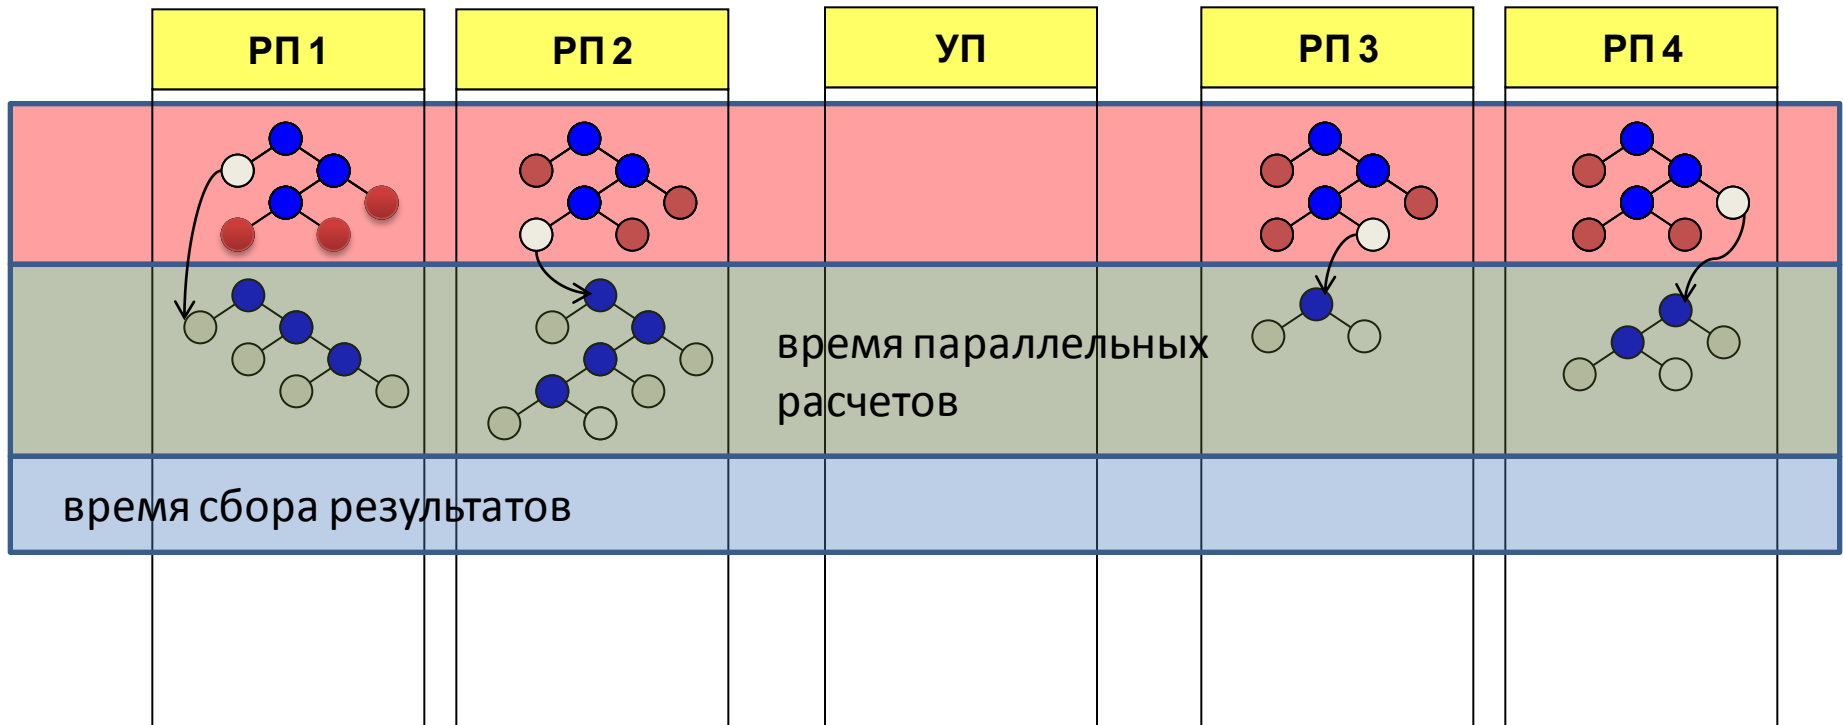 РП 1
РП 2
УП
РП 3
РП 4
время параллельных
расчетов
время сбора результатов